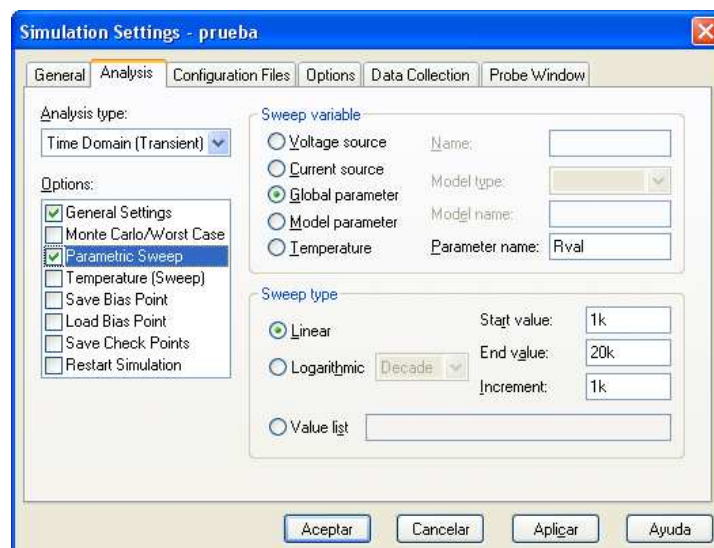 Simulation Settings - prueba
General Analysis Configuration Files Options Data Collection Probe Window
Analysis type:
Time Domain (Transient)
Options:
General Settings
Monte Carlo/Worst Case
Parametric Sweep
Temperature (Sweep)
Save Bias Point
Load Bias Point
Save Check Points
Restart Simulation
Sweep variable
Voltage source
Current source
Global parameter
Model parameter
Temperature
Name:
Model type:
Model name:
Parameter name: Rval
Sweep type
Linear
Logarithmic Decade
Value list
Start value: 1k
End value: 20k
Increment: 1k
Aceptar Cancelar Aplicar Ayuda